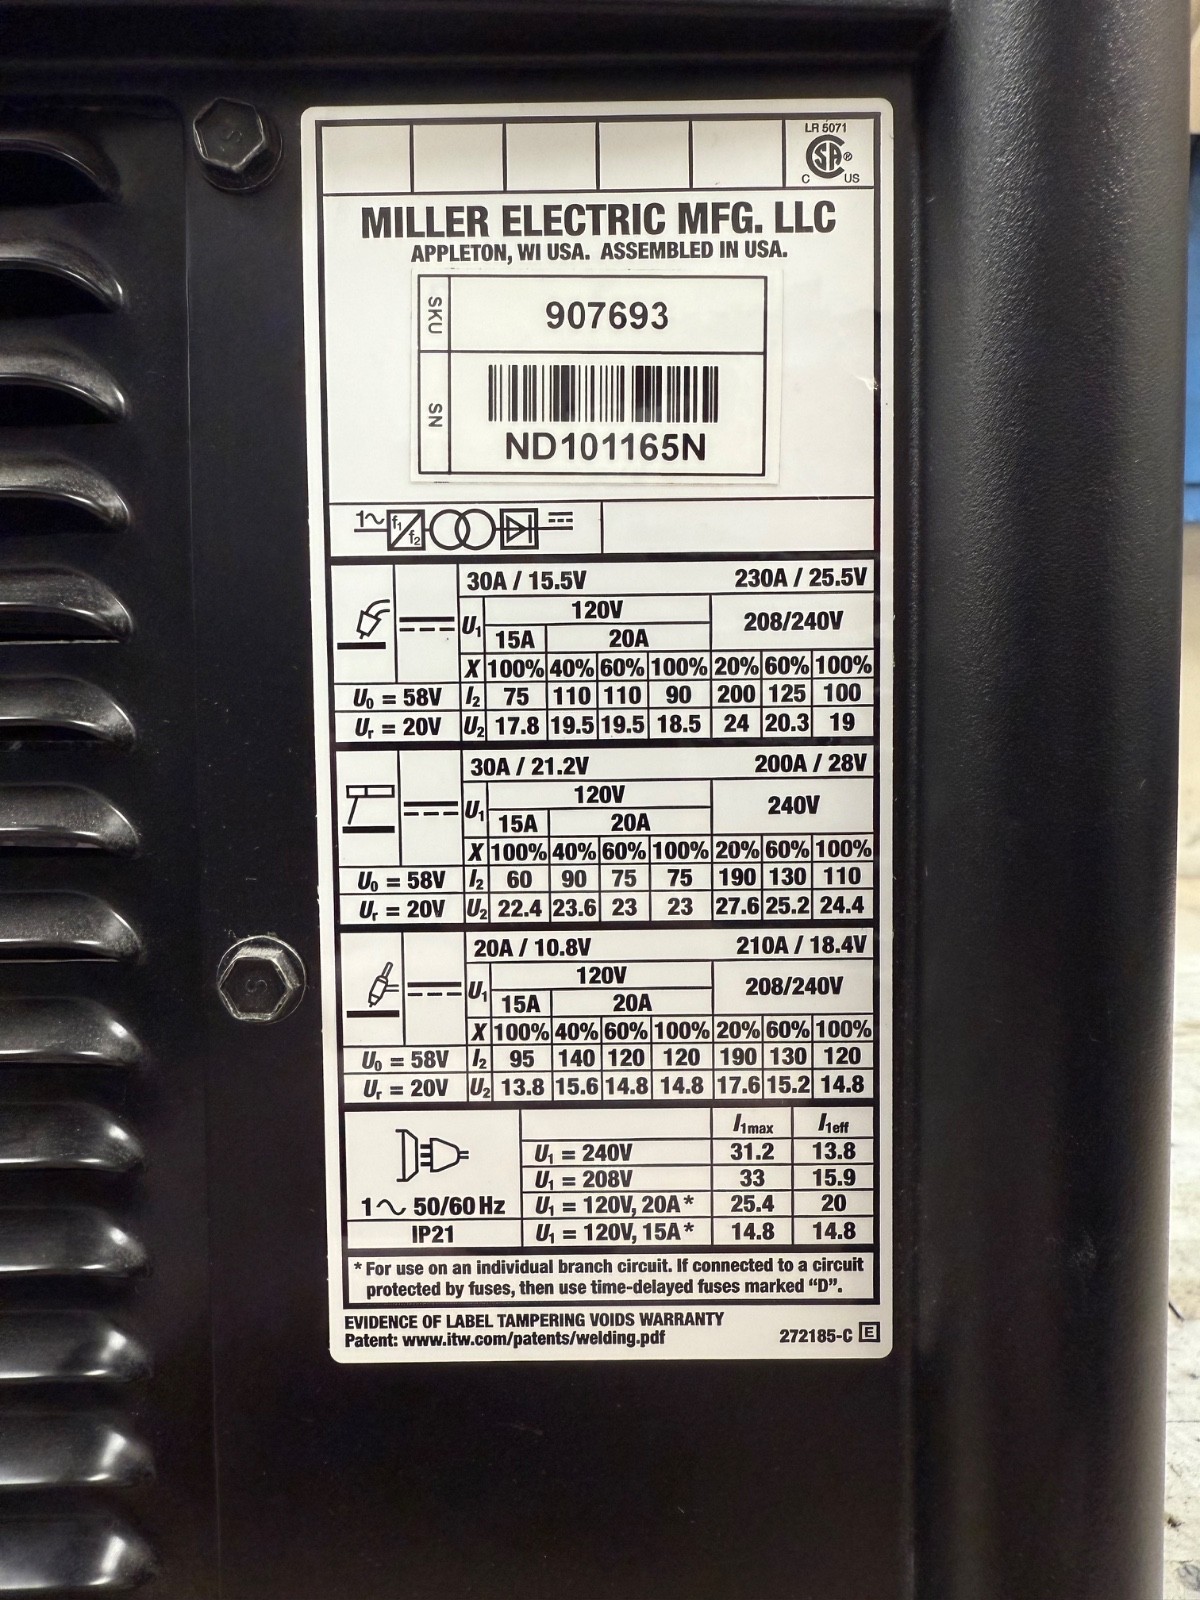 LR 5071
CSA®
C US
MILLER ELECTRIC MFG. LLC
APPLETON, WI USA. ASSEMBLED IN USA.
SKU 907693
SN
ND101165N
1~ f₁ f₂
30A / 15.5V 230A / 25.5V
U₁ 120V 208/240V
15A 20A
X 100% 40% 60% 100% 20% 60% 100%
U₀ = 58V I₂ 75 110 110 90 200 125 100
Uᵣ = 20V U₂ 17.8 19.5 19.5 18.5 24 20.3 19
30A / 21.2V 200A / 28V
U₁ 120V 240V
15A 20A
X 100% 40% 60% 100% 20% 60% 100%
U₀ = 58V I₂ 60 90 75 75 190 130 110
Uᵣ = 20V U₂ 22.4 23.6 23 23 27.6 25.2 24.4
20A / 10.8V 210A / 18.4V
U₁ 120V 208/240V
15A 20A
X 100% 40% 60% 100% 20% 60% 100%
U₀ = 58V I₂ 95 140 120 120 190 130 120
Uᵣ = 20V U₂ 13.8 15.6 14.8 14.8 17.6 15.2 14.8
I₁max I₁eff
U₁ = 240V 31.2 13.8
U₁ = 208V 33 15.9
1~ 50/60 Hz U₁ = 120V, 20A* 25.4 20
IP21 U₁ = 120V, 15A* 14.8 14.8
* For use on an individual branch circuit. If connected to a circuit
protected by fuses, then use time-delayed fuses marked “D”.
EVIDENCE OF LABEL TAMPERING VOIDS WARRANTY
Patent: www.itw.com/patents/welding.pdf 272185-C E